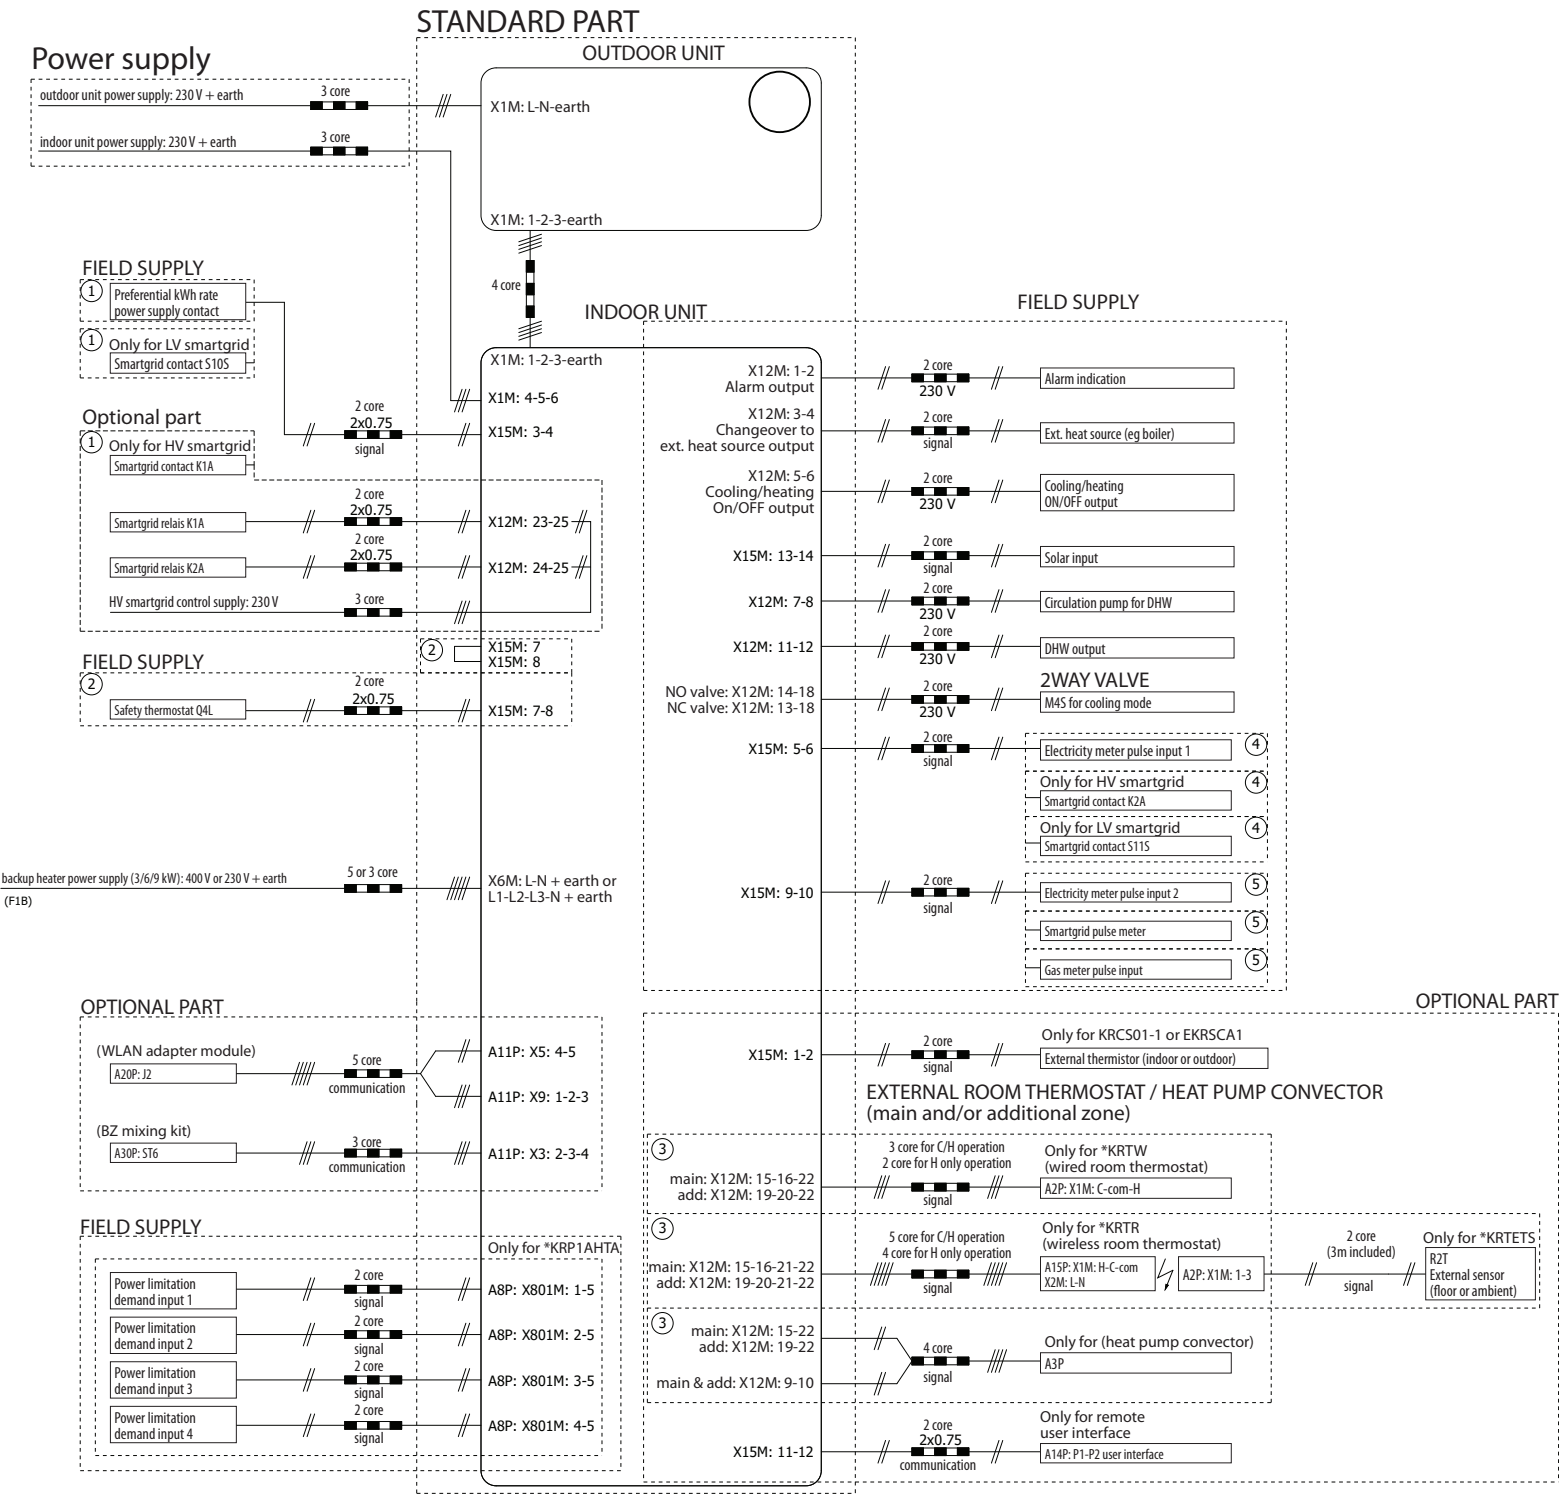 STANDARD PART
Power supply
outdoor unit power supply: 230 V + earth
3 core
indoor unit power supply: 230 V + earth
3 core
OUTDOOR UNIT
X1M: L-N-earth
X1M: 1-2-3-earth
4 core
INDOOR UNIT
X1M: 1-2-3-earth
X1M: 4-5-6
FIELD SUPPLY
1
Preferential kWh rate
power supply contact
1
Only for LV smartgrid
Smartgrid contact S10S
2 core
2x0.75
signal
X15M: 3-4
Optional part
1
Only for HV smartgrid
Smartgrid contact K1A
Smartgrid relais K1A
2 core
2x0.75
X12M: 23-25
Smartgrid relais K2A
2 core
2x0.75
X12M: 24-25
HV smartgrid control supply: 230 V
3 core
2
X15M: 7
X15M: 8
FIELD SUPPLY
2
Safety thermostat Q4L
2 core
2x0.75
X15M: 7-8
backup heater power supply (3/6/9 kW): 400 V or 230 V + earth
(F1B)
5 or 3 core
X6M: L-N + earth or
L1-L2-L3-N + earth
OPTIONAL PART
(WLAN adapter module)
A20P: J2
5 core
communication
A11P: X5: 4-5
A11P: X9: 1-2-3
(BZ mixing kit)
A30P: ST6
3 core
communication
A11P: X3: 2-3-4
FIELD SUPPLY
Only for *KRP1AHTA
Power limitation
demand input 1
2 core
signal
A8P: X801M: 1-5
Power limitation
demand input 2
2 core
signal
A8P: X801M: 2-5
Power limitation
demand input 3
2 core
signal
A8P: X801M: 3-5
Power limitation
demand input 4
2 core
signal
A8P: X801M: 4-5
FIELD SUPPLY
X12M: 1-2
Alarm output
2 core
230 V
Alarm indication
X12M: 3-4
Changeover to
ext. heat source output
2 core
signal
Ext. heat source (eg boiler)
X12M: 5-6
Cooling/heating
On/OFF output
2 core
230 V
Cooling/heating
ON/OFF output
X15M: 13-14
2 core
signal
Solar input
X12M: 7-8
2 core
230 V
Circulation pump for DHW
X12M: 11-12
2 core
230 V
DHW output
2WAY VALVE
NO valve: X12M: 14-18
NC valve: X12M: 13-18
2 core
230 V
M4S for cooling mode
X15M: 5-6
2 core
signal
Electricity meter pulse input 1
4
Only for HV smartgrid
4
Smartgrid contact K2A
Only for LV smartgrid
4
Smartgrid contact S11S
X15M: 9-10
2 core
signal
Electricity meter pulse input 2
5
Smartgrid pulse meter
5
Gas meter pulse input
5
OPTIONAL PART
X15M: 1-2
2 core
signal
Only for KRCS01-1 or EKRSCA1
External thermistor (indoor or outdoor)
EXTERNAL ROOM THERMOSTAT / HEAT PUMP CONVECTOR
(main and/or additional zone)
3
main: X12M: 15-16-22
add: X12M: 19-20-22
3 core for C/H operation
2 core for H only operation
signal
Only for *KRTW
(wired room thermostat)
A2P: X1M: C-com-H
3
main: X12M: 15-16-21-22
add: X12M: 19-20-21-22
5 core for C/H operation
4 core for H only operation
signal
Only for *KRTR
(wireless room thermostat)
A15P: X1M: H-C-com
X2M: L-N
A2P: X1M: 1-3
2 core
(3m included)
signal
Only for *KRTETS
R2T
External sensor
(floor or ambient)
3
main: X12M: 15-22
add: X12M: 19-22
main & add: X12M: 9-10
4 core
signal
Only for (heat pump convector)
A3P
X15M: 11-12
2 core
2x0.75
communication
Only for remote
user interface
A14P: P1-P2 user interface